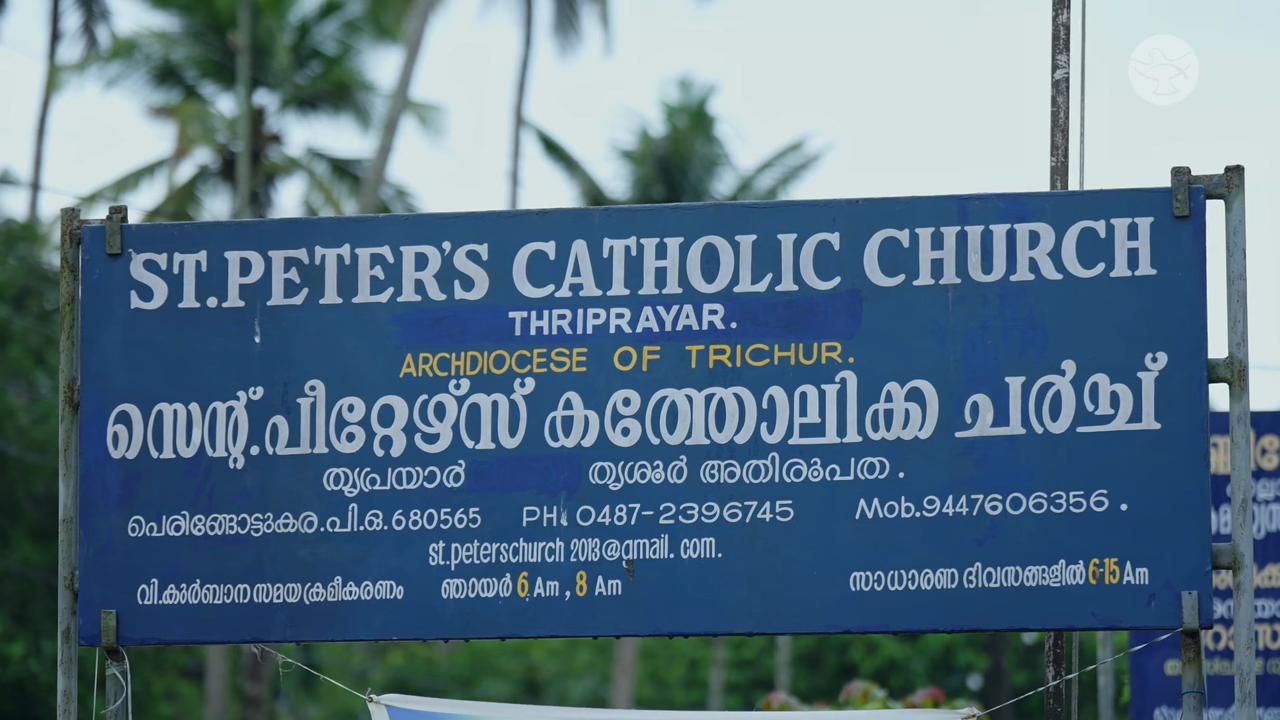 ST.PETER'S CATHOLIC CHURCH
THRIPRAYAR.
ARCHDIOCESE OF TRICHUR.
സെന്റ്.പീറ്റേഴ്സ് കത്തോലിക്ക ചർച്ച്
തൃപ്രയാർ തൃശൂർ അതിരൂപത.
പെരിങ്ങോട്ടുകര.പി.ഒ.680565 PH. 0487-2396745 Mob.9447606356.
st.peterschurch 2013@gmail. com.
വി.കുർബാന സമയക്രമീകരണം ഞായർ 6 Am, 8 Am സാധാരണ ദിവസങ്ങളിൽ 6-15 Am